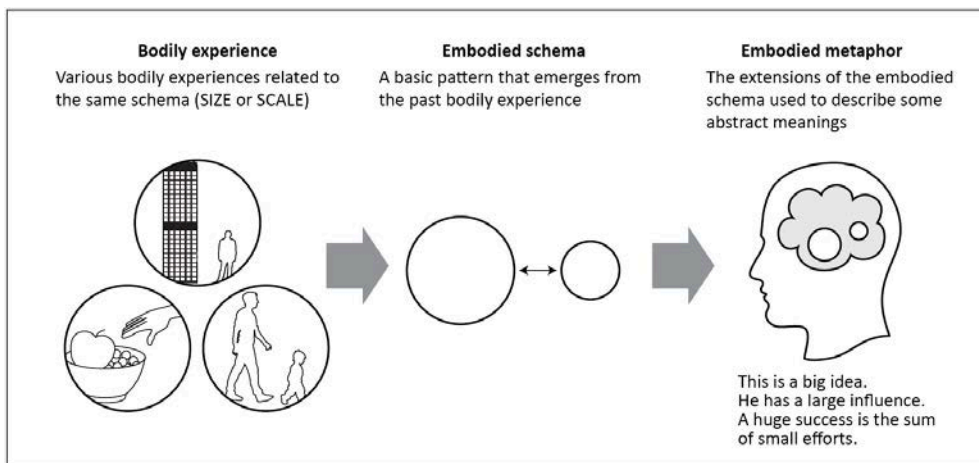 Bodily experience
Various bodily experiences related to
the same schema (SIZE or SCALE)
Embodied schema
A basic pattern that emerges from
the past bodily experience
Embodied metaphor
The extensions of the embodied
schema used to describe some
abstract meanings
This is a big idea.
He has a large influence.
A huge success is the sum
of small efforts.